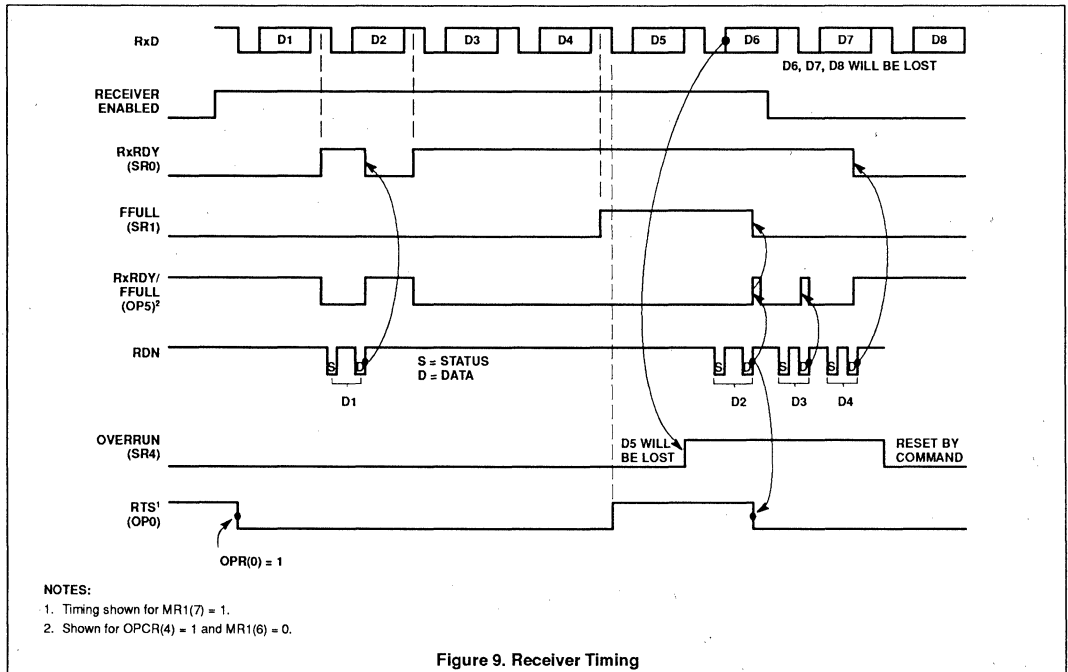 RxD D1 D2 D3 D4 D5 D6 D7 D8
D6, D7, D8 WILL BE LOST
RECEIVER
ENABLED
RxRDY
(SR0)
FFULL
(SR1)
RxRDY/
FFULL
(OP5)²
RDN
S D S D S D S D
S = STATUS
D = DATA
D1 D2 D3 D4
OVERRUN
(SR4)
D5 WILL
BE LOST
RESET BY
COMMAND
RTS¹
(OP0)
OPR(0) = 1
NOTES:
1. Timing shown for MR1(7) = 1.
2. Shown for OPCR(4) = 1 and MR1(6) = 0.
Figure 9. Receiver Timing